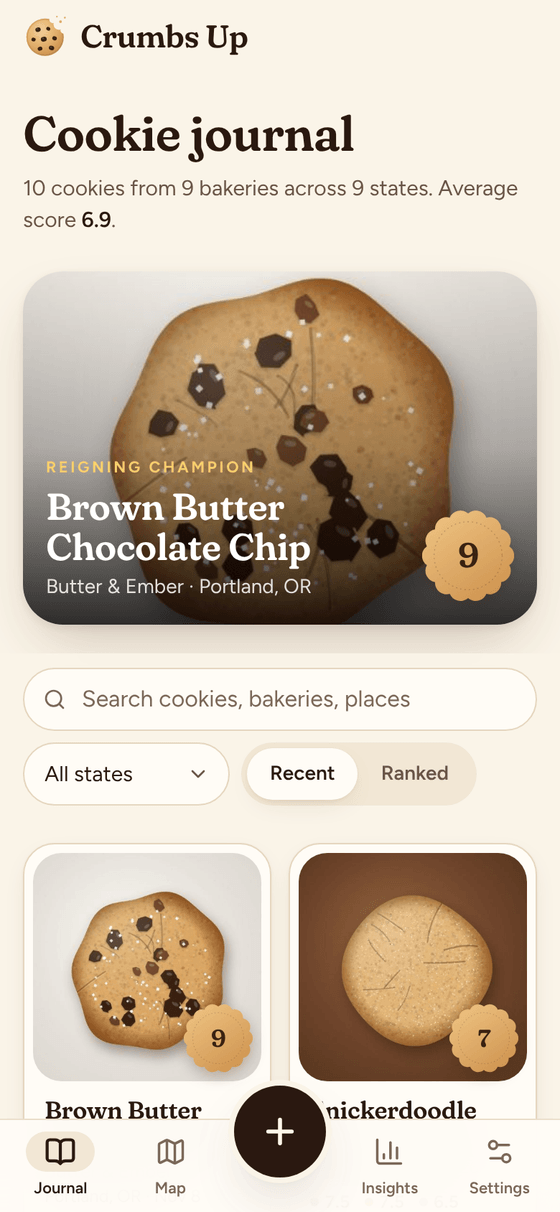 Crumbs Up
Cookie journal
10 cookies from 9 bakeries across 9 states. Average
score 6.9.
REIGNING CHAMPION
Brown Butter
Chocolate Chip
Butter & Ember · Portland, OR
9
Search cookies, bakeries, places
All states
Recent
Ranked
9
7
Brown Butter
nickerdoodle
Journal
Map
Insights
Settings